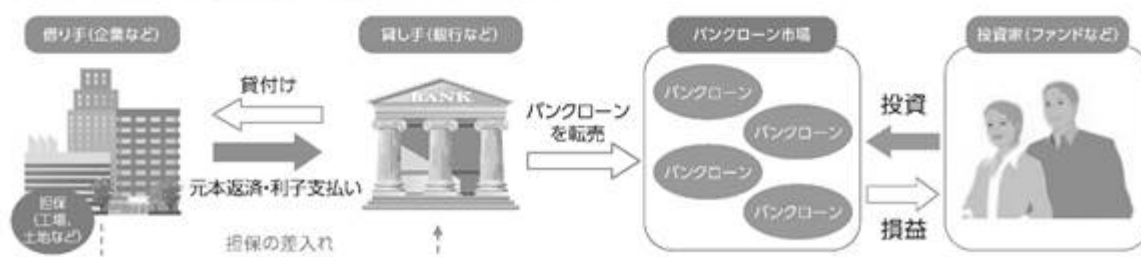 借り手(企業など)
貸し手(銀行など)
バンクローン市場
投資家(ファンドなど)
貸付け
元本返済・利子支払い
担保
(工場、
土地など)
担保の差入れ
BANK
バンクローン
を転売
バンクローン
バンクローン
バンクローン
バンクローン
投資
損益